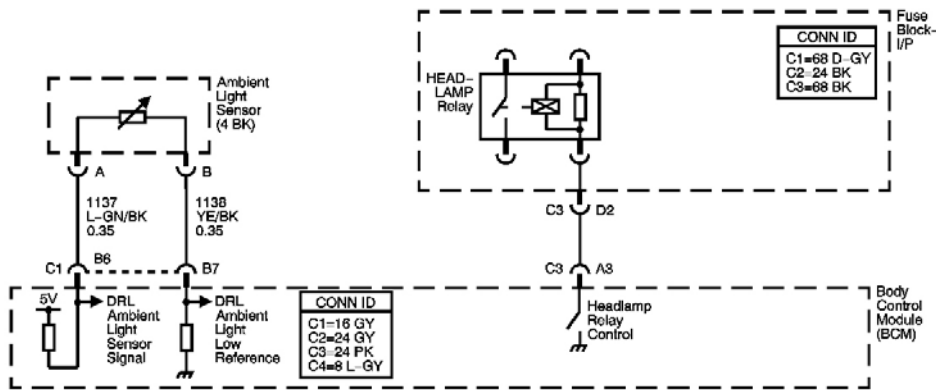 Fuse
Block-
I/P
CONN ID
C1=68 D-GY
C2=24 BK
C3=68 BK
HEAD-
LAMP
Relay
Ambient
Light
Sensor
(4 BK)
A
B
1137
L-GN/BK
0.35
1138
YE/BK
0.35
C3
D2
C1
B6
B7
C3
A3
5V
DRL
Ambient
Light
Sensor
Signal
DRL
Ambient
Light
Low
Reference
CONN ID
C1=16 GY
C2=24 GY
C3=24 PK
C4=8 L-GY
Headlamp
Relay
Control
Body
Control
Module
(BCM)